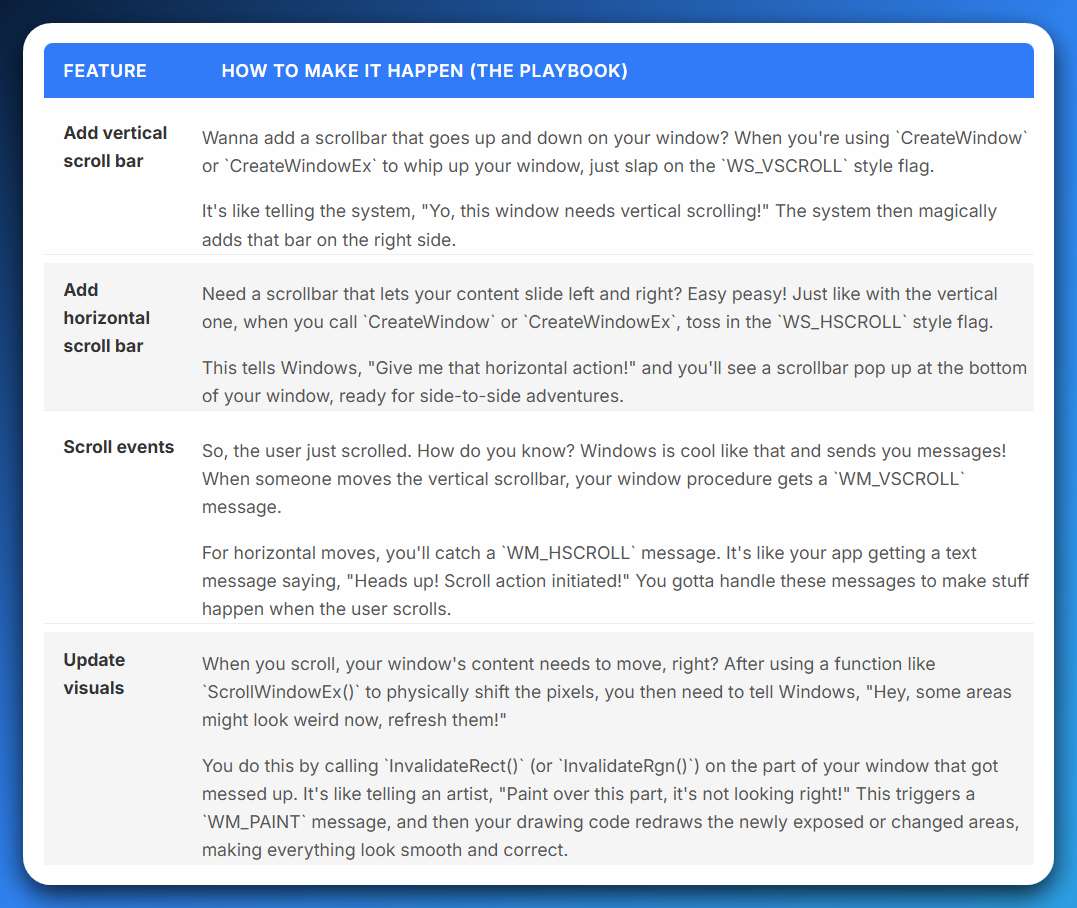 FEATURE HOW TO MAKE IT HAPPEN (THE PLAYBOOK)
Add vertical
scroll bar
Wanna add a scrollbar that goes up and down on your window? When you're using `CreateWindow`
or `CreateWindowEx` to whip up your window, just slap on the `WS_VSCROLL` style flag.
It's like telling the system, "Yo, this window needs vertical scrolling!" The system then magically
adds that bar on the right side.
Add
horizontal
scroll bar
Need a scrollbar that lets your content slide left and right? Easy peasy! Just like with the vertical
one, when you call `CreateWindow` or `CreateWindowEx`, toss in the `WS_HSCROLL` style flag.
This tells Windows, "Give me that horizontal action!" and you'll see a scrollbar pop up at the bottom
of your window, ready for side-to-side adventures.
Scroll events
So, the user just scrolled. How do you know? Windows is cool like that and sends you messages!
When someone moves the vertical scrollbar, your window procedure gets a `WM_VSCROLL`
message.
For horizontal moves, you'll catch a `WM_HSCROLL` message. It's like your app getting a text
message saying, "Heads up! Scroll action initiated!" You gotta handle these messages to make stuff
happen when the user scrolls.
Update
visuals
When you scroll, your window's content needs to move, right? After using a function like
`ScrollWindowEx()` to physically shift the pixels, you then need to tell Windows, "Hey, some areas
might look weird now, refresh them!"
You do this by calling `InvalidateRect()` (or `InvalidateRgn()`) on the part of your window that got
messed up. It's like telling an artist, "Paint over this part, it's not looking right!" This triggers a
`WM_PAINT` message, and then your drawing code redraws the newly exposed or changed areas,
making everything look smooth and correct.